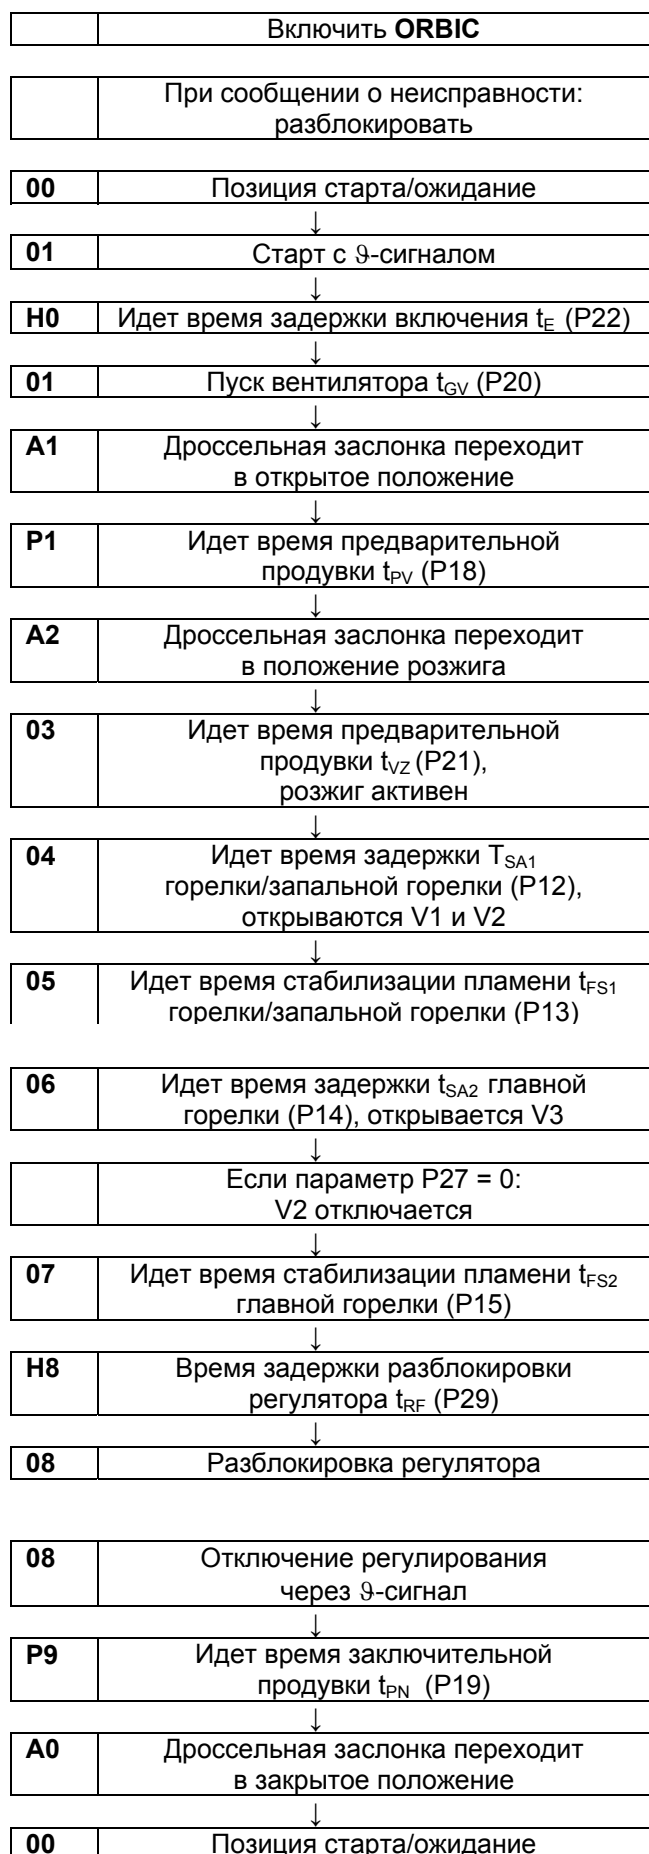 Включить ORBIC
При сообщении о неисправности:
разблокировать
00 Позиция старта/ожидание
↓
01 Старт с ϑ-сигналом
↓
H0 Идет время задержки включения tE (P22)
↓
01 Пуск вентилятора tGV (P20)
↓
A1 Дроссельная заслонка переходит
в открытое положение
↓
P1 Идет время предварительной
продувки tPV (P18)
↓
A2 Дроссельная заслонка переходит
в положение розжига
↓
03 Идет время предварительной
продувки tVZ (P21),
розжиг активен
↓
04 Идет время задержки TSA1
горелки/запальной горелки (P12),
открываются V1 и V2
↓
05 Идет время стабилизации пламени tFS1
горелки/запальной горелки (P13)
06 Идет время задержки tSA2 главной
горелки (P14), открывается V3
↓
Если параметр P27 = 0:
V2 отключается
↓
07 Идет время стабилизации пламени tFS2
главной горелки (P15)
↓
H8 Время задержки разблокировки
регулятора tRF (P29)
↓
08 Разблокировка регулятора
08 Отключение регулирования
через ϑ-сигнал
↓
P9 Идет время заключительной
продувки tPN (P19)
↓
A0 Дроссельная заслонка переходит
в закрытое положение
↓
00 Позиция старта/ожидание